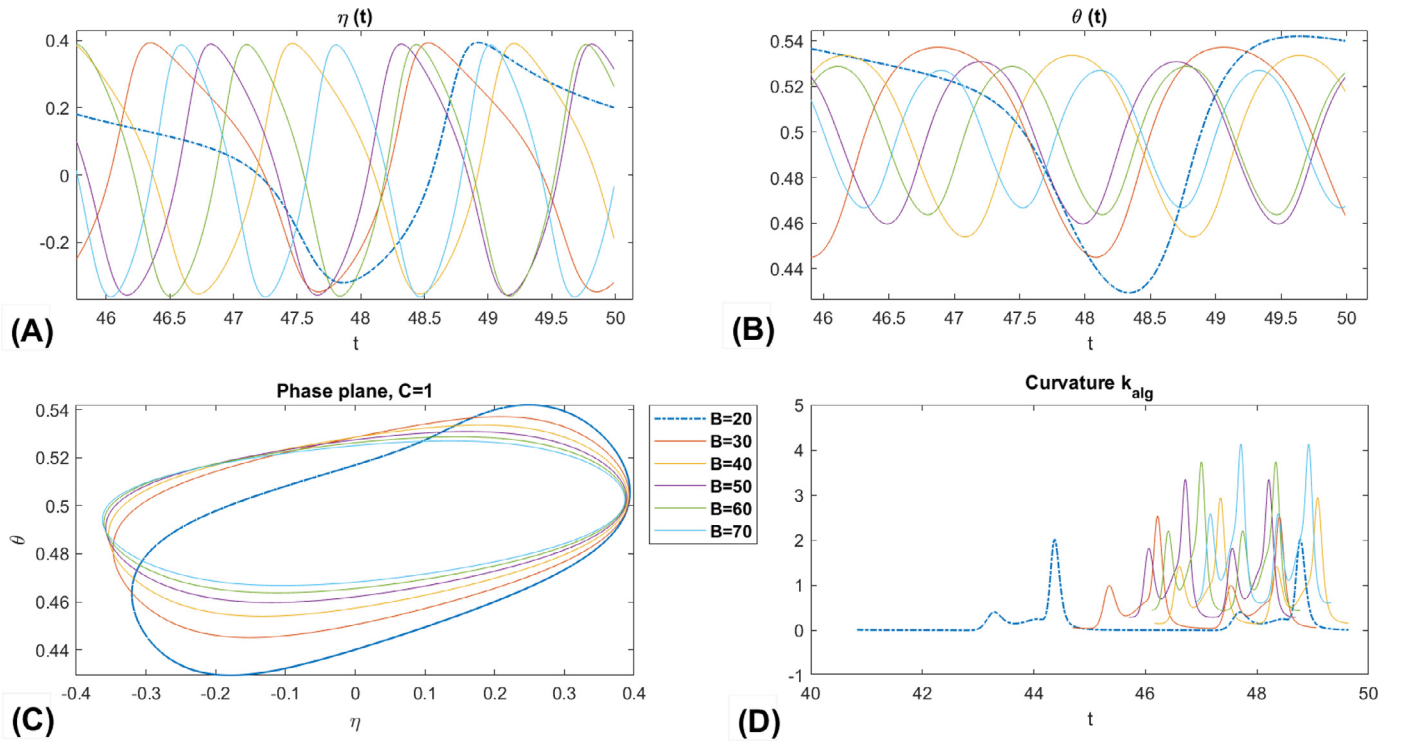 η (t)
0.4
0.2
0
-0.2
46 46.5 47 47.5 48 48.5 49 49.5 50
t
(A)
θ (t)
0.54
0.52
0.5
0.48
0.46
0.44
46 46.5 47 47.5 48 48.5 49 49.5 50
t
(B)
Phase plane, C=1
0.54
0.52
0.5
0.48
0.46
0.44
θ
-0.4 -0.3 -0.2 -0.1 0 0.1 0.2 0.3 0.4
η
(C)
B=20
B=30
B=40
B=50
B=60
B=70
Curvature k_alg
5
4
3
2
1
0
-1
40 42 44 46 48 50
t
(D)